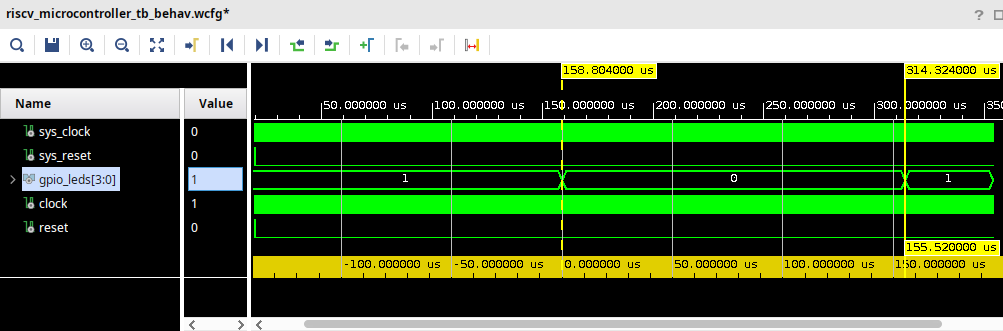 riscv_microcontroller_tb_behav.wcfg*
?
158.804000 us 314.324000 us
Name Value
50.000000 us 100.000000 us 150.000000 us 200.000000 us 250.000000 us 300.000000 us 350
sys_clock 0
sys_reset 0
gpio_leds[3:0] 1 1 0 1
clock 1
reset 0
155.520000 us
-100.000000 us -50.000000 us 0.000000 us 50.000000 us 100.000000 us 150.000000 us